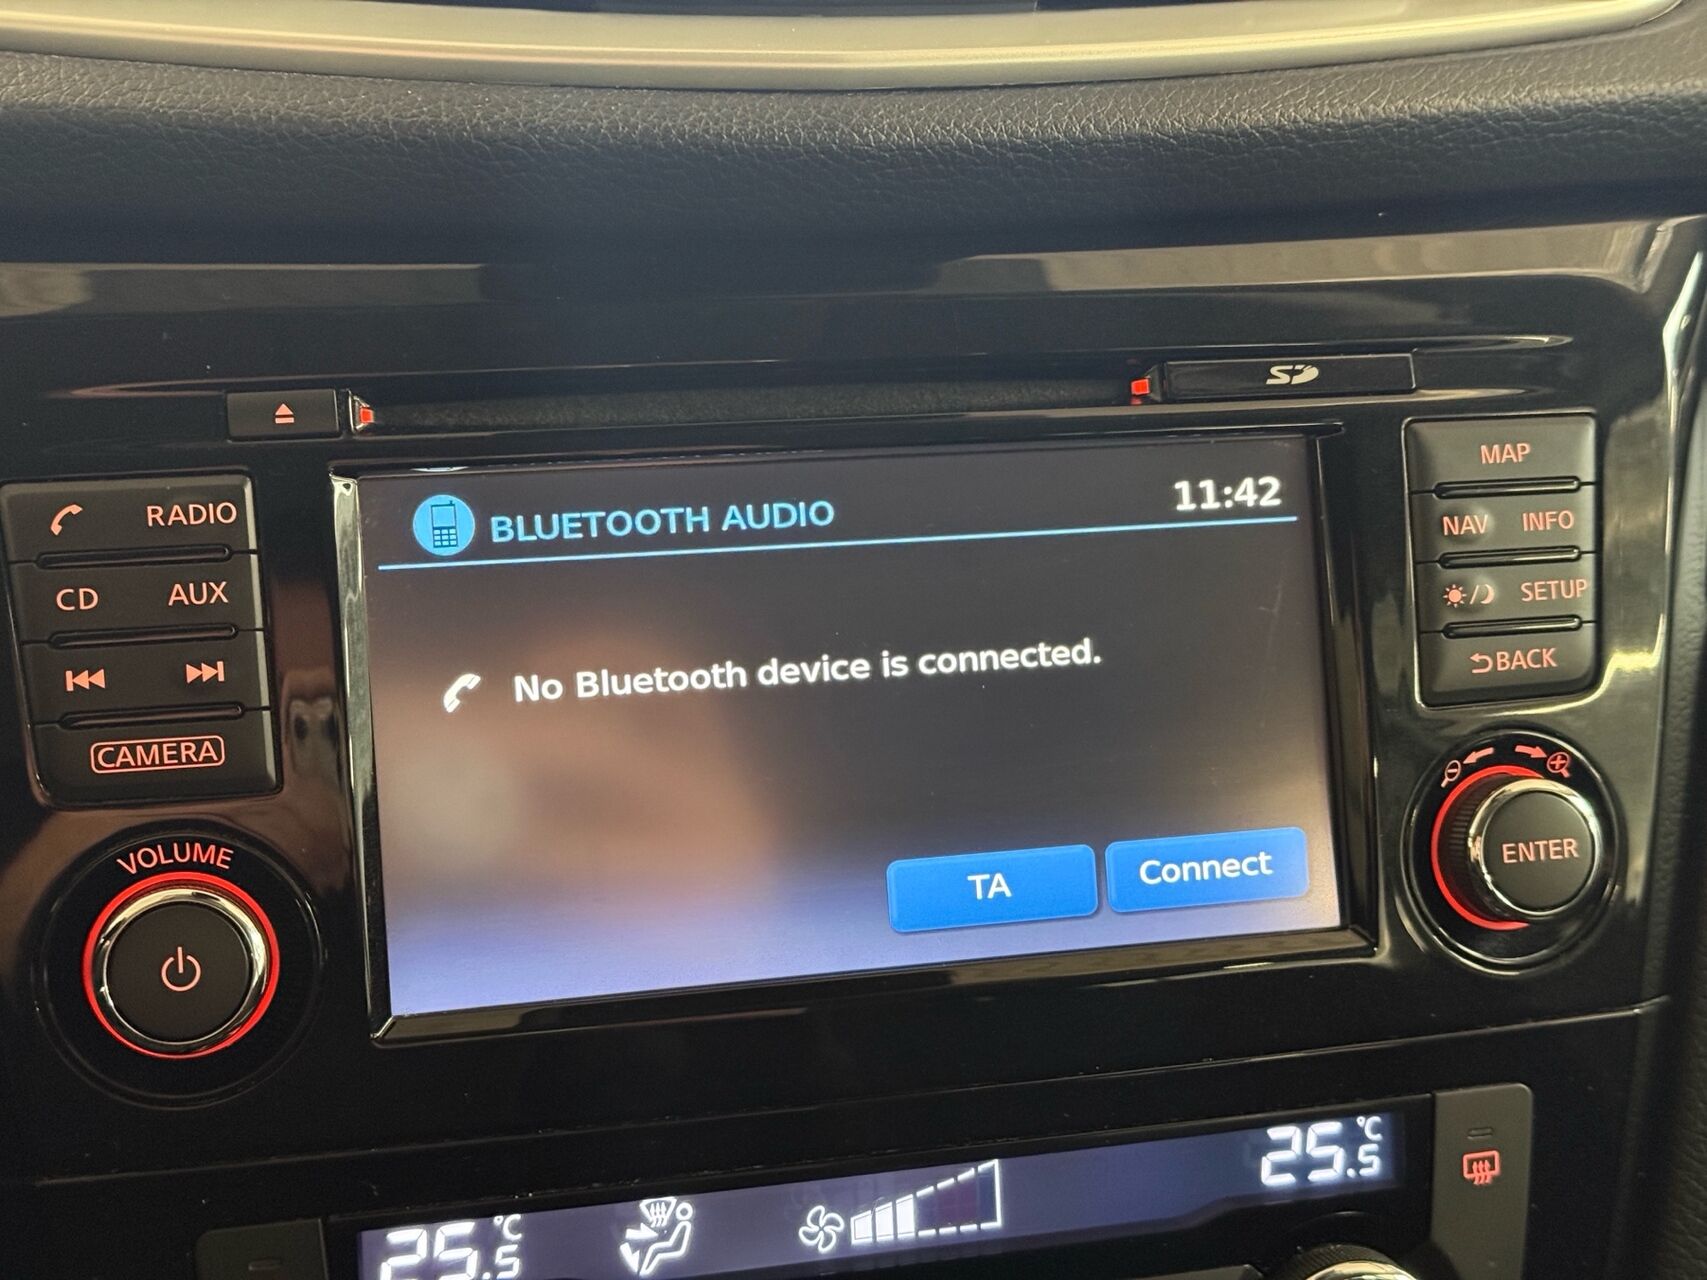 SD
MAP
RADIO
BLUETOOTH AUDIO
11:42
NAV INFO
CD AUX
SETUP
No Bluetooth device is connected.
BACK
CAMERA
VOLUME
TA
Connect
ENTER
25.5 °C
25.5 °C